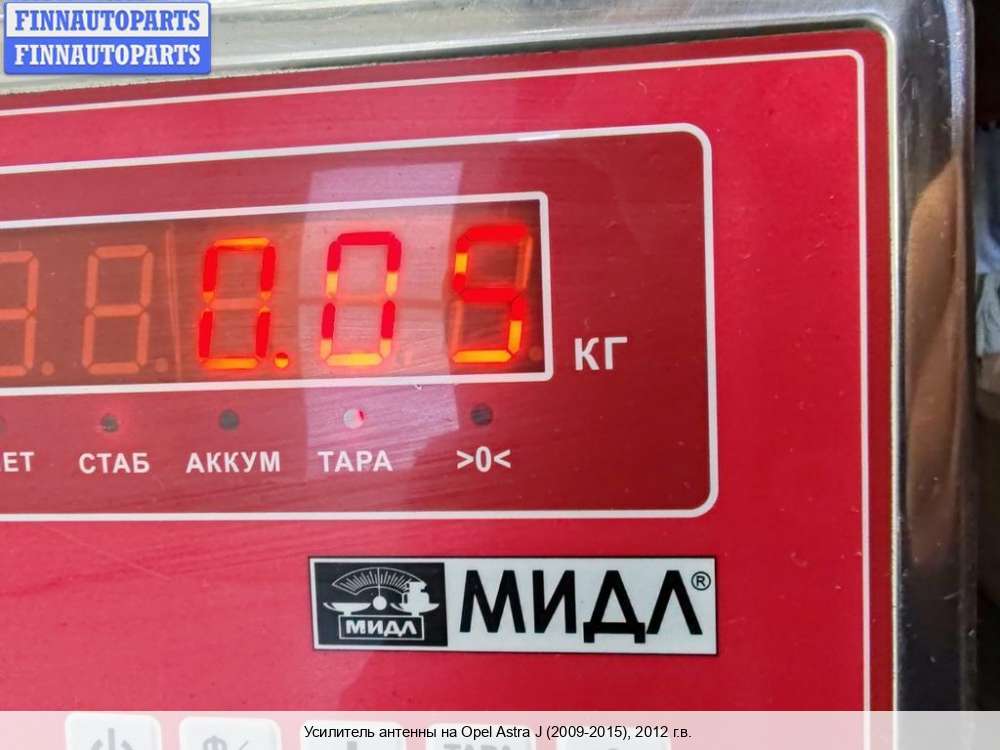 FINNAUTOPARTS
FINNAUTOPARTS
0.05
КГ
СТАБ АККУМ ТАРА >0<
МИДЛ МИДЛ®
Усилитель антенны на Opel Astra J (2009-2015), 2012 г.в.